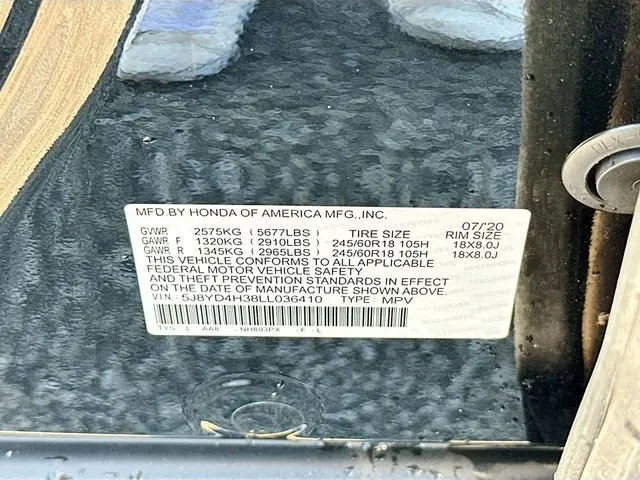 MFD.BY HONDA OF AMERICA MFG.,INC. 07/'20
GVWR 2575KG (5677LBS) TIRE SIZE RIM SIZE
GAWR F 1320KG (2910LBS) 245/60R18 105H 18X8.0J
GAWR R 1345KG (2965LBS) 245/60R18 105H 18X8.0J
THIS VEHICLE CONFORMS TO ALL APPLICABLE
FEDERAL MOTOR VEHICLE SAFETY
AND THEFT PREVENTION STANDARDS IN EFFECT
ON THE DATE OF MANUFACTURE SHOWN ABOVE.
VIN: 5J8YD4H38LL036410 TYPE: MPV
TYS L AA8 NH893PX F L